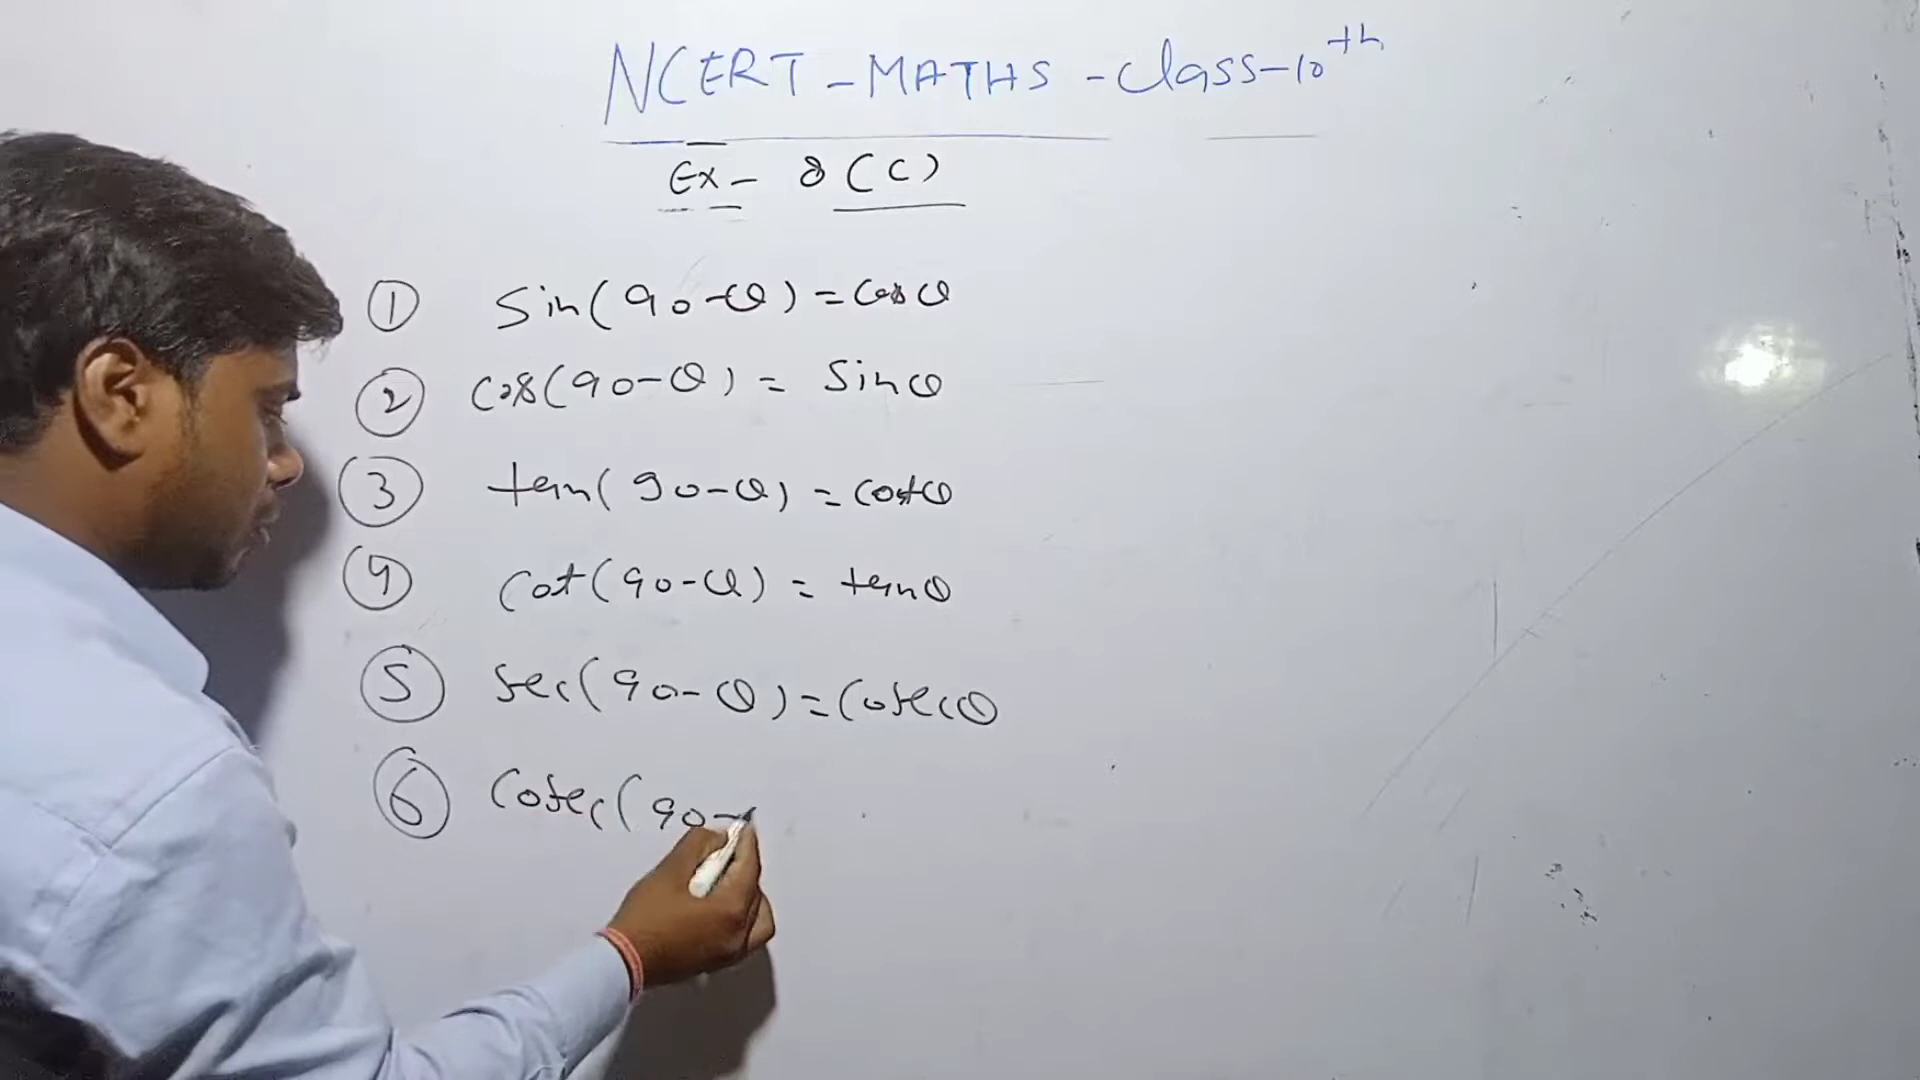 NCERT - MATHS - Class - 10th
Ex - 8 (C)
① Sin(90-θ) = cosθ
② cos(90-θ) = Sinθ
③ tan(90-θ) = cotθ
④ cot(90-θ) = tanθ
⑤ Sec(90-θ) = Cosecθ
⑥ Cosec(90-